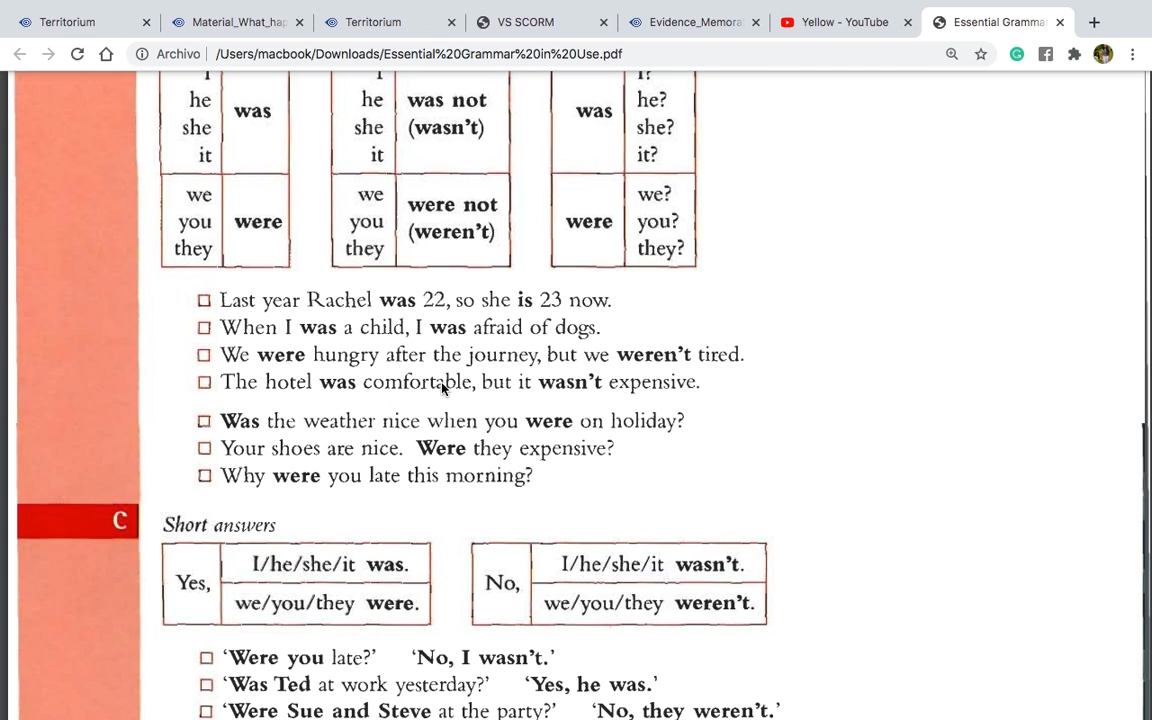 Territorium
Material_What_hap
Territorium
VS SCORM
Evidence_Memora
Yellow - YouTube
Essential Gramma
Archivo /Users/macbook/Downloads/Essential%20Grammar%20in%20Use.pdf
I I I?
he he he?
was was not was
she she (wasn't) she?
it it it?
we we we?
were not
you were you (weren't) were you?
they they they?
Last year Rachel was 22, so she is 23 now.
When I was a child, I was afraid of dogs.
We were hungry after the journey, but we weren't tired.
The hotel was comfortable, but it wasn't expensive.
Was the weather nice when you were on holiday?
Your shoes are nice. Were they expensive?
Why were you late this morning?
C
Short answers
I/he/she/it was. I/he/she/it wasn't.
Yes, No,
we/you/they were. we/you/they weren't.
'Were you late?' 'No, I wasn't.'
'Was Ted at work yesterday?' 'Yes, he was.'
'Were Sue and Steve at the party?' 'No, they weren't.'